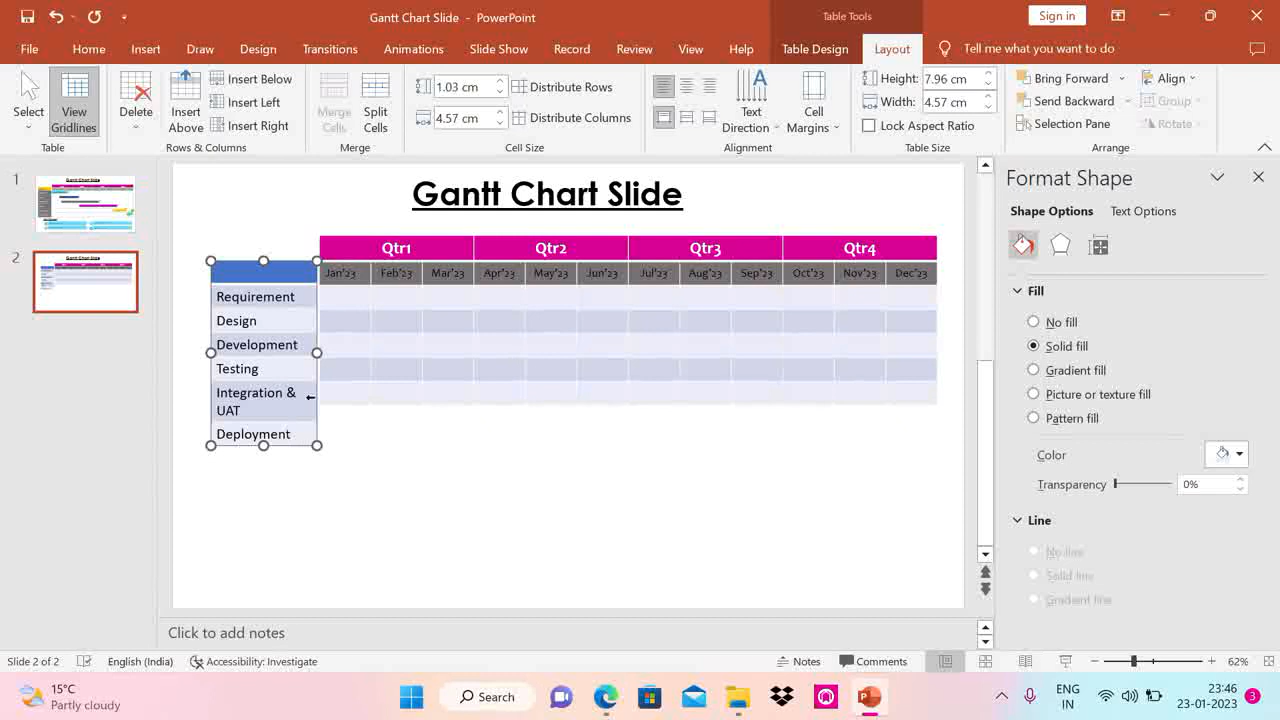 Gantt Chart Slide - PowerPoint
Table Tools
Sign in
File Home Insert Draw Design Transitions Animations Slide Show Record Review View Help Table Design Layout Tell me what you want to do
Select
View Gridlines
Table
Delete
Insert Above
Insert Below
Insert Left
Insert Right
Rows & Columns
Merge Cells
Split Cells
Merge
1.03 cm
4.57 cm
Distribute Rows
Distribute Columns
Cell Size
Text Direction
Cell Margins
Alignment
Height: 7.96 cm
Width: 4.57 cm
Lock Aspect Ratio
Table Size
Bring Forward
Send Backward
Selection Pane
Align
Group
Rotate
Arrange
1
2
Gantt Chart Slide
Qtr1 Qtr2 Qtr3 Qtr4
Jan'23 Feb'23 Mar'23 Apr'23 May'23 Jun'23 Jul'23 Aug'23 Sep'23 Oct'23 Nov'23 Dec'23
Requirement
Design
Development
Testing
Integration &
UAT
Deployment
Format Shape
Shape Options Text Options
Fill
No fill
Solid fill
Gradient fill
Picture or texture fill
Pattern fill
Color
Transparency 0%
Line
No line
Solid line
Gradient line
Click to add notes
Slide 2 of 2 English (India) Accessibility: Investigate Notes Comments 62%
15°C
Partly cloudy
Search
ENG
IN
23:46
23-01-2023
3